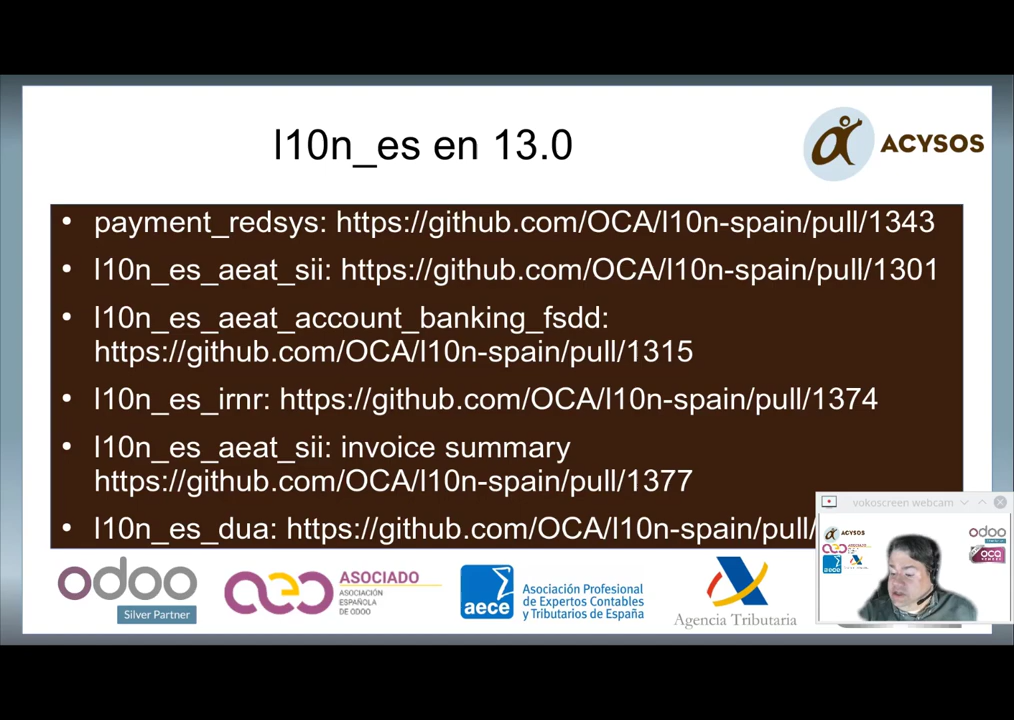 l10n_es en 13.0
ACYSOS
• payment_redsys: https://github.com/OCA/l10n-spain/pull/1343
• l10n_es_aeat_sii: https://github.com/OCA/l10n-spain/pull/1301
• l10n_es_aeat_account_banking_fsdd:
https://github.com/OCA/l10n-spain/pull/1315
• l10n_es_irnr: https://github.com/OCA/l10n-spain/pull/1374
• l10n_es_aeat_sii: invoice summary
https://github.com/OCA/l10n-spain/pull/1377
• l10n_es_dua: https://github.com/OCA/l10n-spain/pull/
vokoscreen webcam
ACYSOS
odoo
oca
odoo
Silver Partner
aeo
ASOCIADO
ASOCIACIÓN
ESPAÑOLA
DE ODOO
aece
Asociación Profesional
de Expertos Contables
y Tributarios de España
Agencia Tributaria